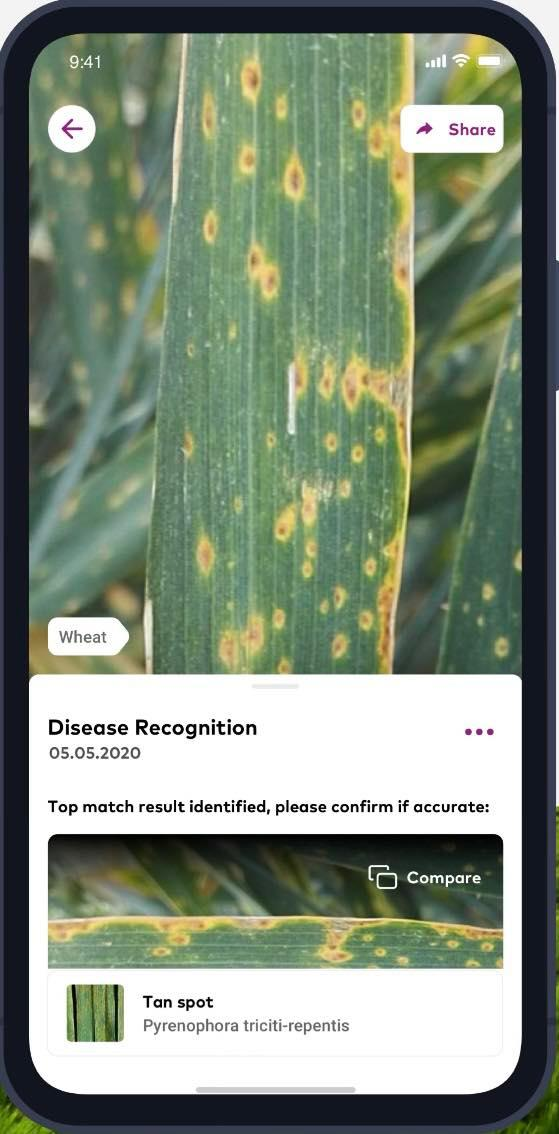 9:41
Share
Wheat
Disease Recognition
05.05.2020
Top match result identified, please confirm if accurate:
Compare
Tan spot
Pyrenophora triciti-repentis